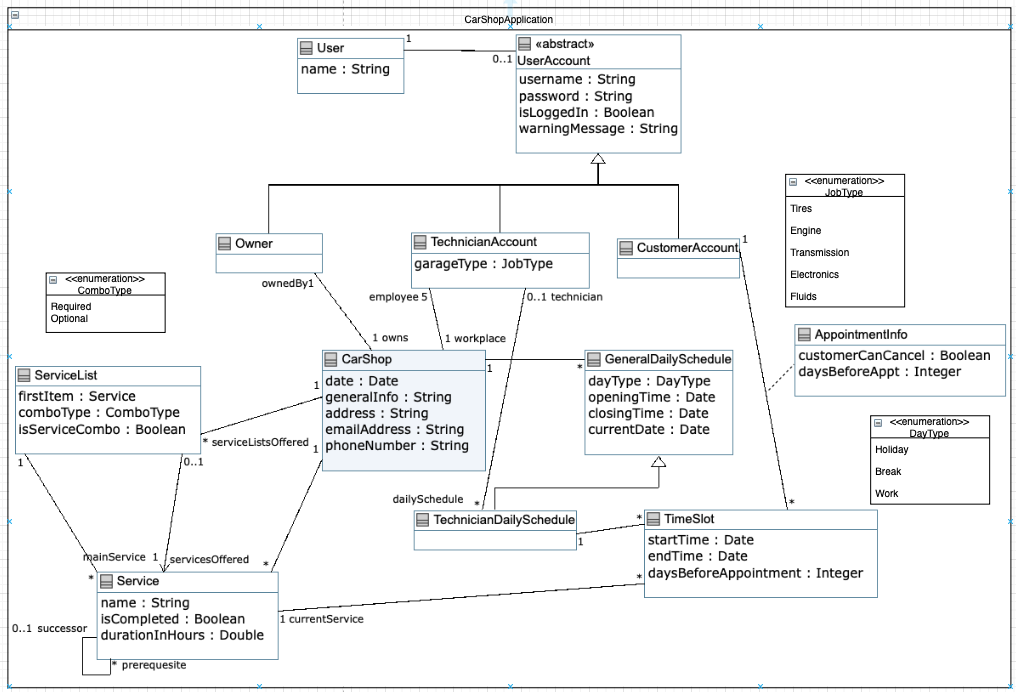 CarShopApplication
User
name : String
1
0..1
«abstract»
UserAccount
username : String
password : String
isLoggedIn : Boolean
warningMessage : String
<<enumeration>>
JobType
Tires
Engine
Transmission
Electronics
Fluids
Owner
ownedBy1
TechnicianAccount
garageType : JobType
employee 5
0..1 technician
CustomerAccount
1
<<enumeration>>
ComboType
Required
Optional
1 owns
1 workplace
CarShop
date : Date
generalInfo : String
address : String
emailAddress : String
phoneNumber : String
1
1
1
*
GeneralDailySchedule
dayType : DayType
openingTime : Date
closingTime : Date
currentDate : Date
AppointmentInfo
customerCanCancel : Boolean
daysBeforeAppt : Integer
ServiceList
firstItem : Service
comboType : ComboType
isServiceCombo : Boolean
* serviceListsOffered
1
0..1
<<enumeration>>
DayType
Holiday
Break
Work
dailySchedule *
TechnicianDailySchedule
1
*
*
TimeSlot
startTime : Date
endTime : Date
daysBeforeAppointment : Integer
*
mainService 1
servicesOffered
*
*
Service
name : String
isCompleted : Boolean
durationInHours : Double
1 currentService
0..1 successor
* prerequesite